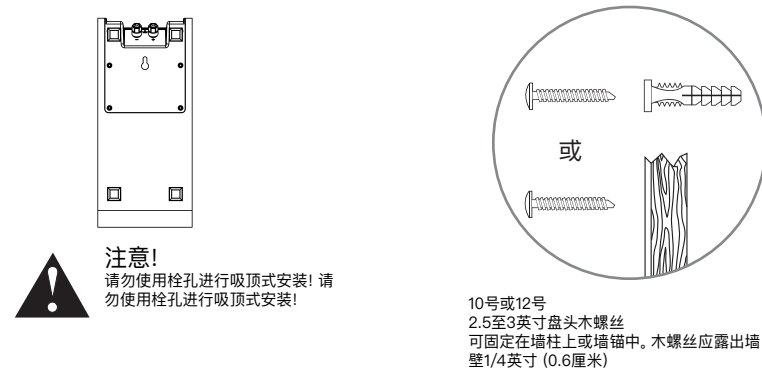 注意!
请勿使用栓孔进行吸顶式安装! 请
勿使用栓孔进行吸顶式安装!
或
10号或12号
2.5至3英寸盘头木螺丝
可固定在墙柱上或墙锚中。木螺丝应露出墙
壁1/4英寸 (0.6厘米)